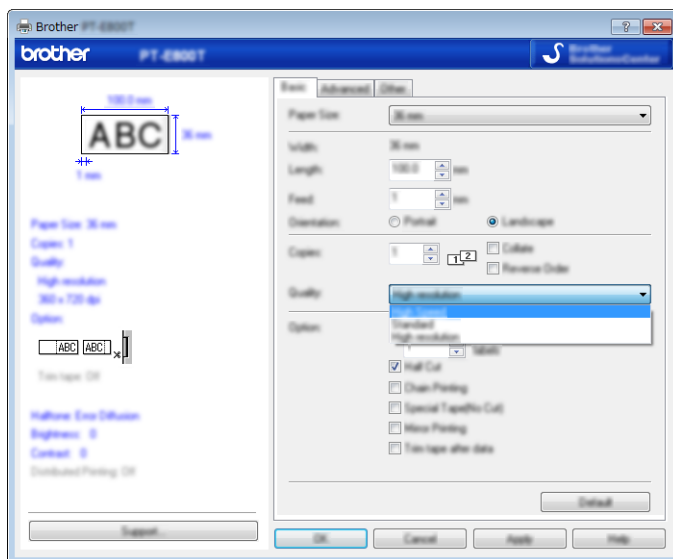 Brother PT-E800T
brother PT-E800T
Brother
SolutionsCenter
Basic Advanced Other
100.0 mm
ABC
36 mm
1 mm
Paper Size: 36 mm
Width: 36 mm
Length: 100.0 mm
Feed: 1 mm
Orientation: Portrait Landscape
Copies: 1
1 2
Collate
Reverse Order
Quality: High resolution
High Speed
Standard
High resolution
Option: 1 labels
Half Cut
Chain Printing
Special Tape(No Cut)
Mirror Printing
Trim tape after data
Paper Size: 36 mm
Copies: 1
Quality:
High resolution
360 x 720 dpi
Option:
ABC ABC
Trim tape: Off
Halftone: Error Diffusion
Brightness: 0
Contrast: 0
Distributed Printing: Off
Default
Support...
OK Cancel Apply Help